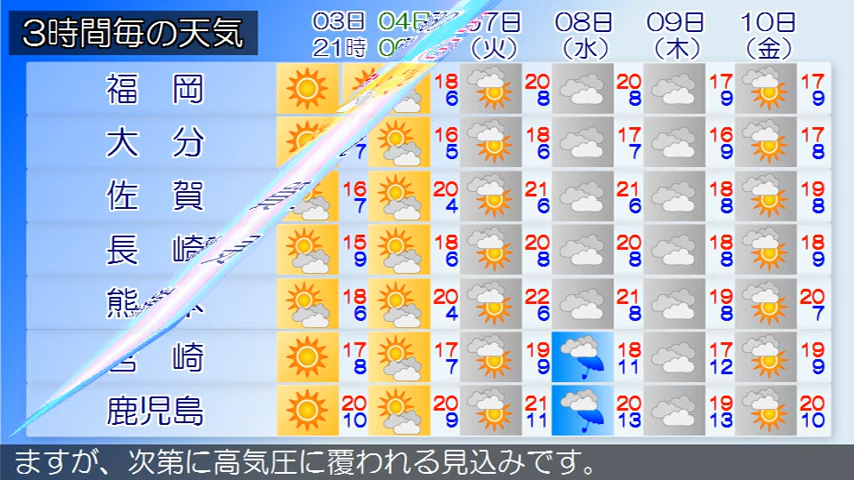 3時間毎の天気
03日 04日 07日 08日 09日 10日
21時 (火) (水) (木) (金)
福岡 18 6 20 8 20 8 17 9 17 9
大分 7 16 5 18 6 17 7 16 9 17 8
佐賀 16 7 20 4 21 6 21 6 18 8 19 8
長崎 15 9 18 6 20 8 20 8 18 8 18 9
熊本 18 6 20 4 22 6 21 8 19 8 20 7
宮崎 17 8 17 7 19 9 18 11 17 12 19 9
鹿児島 20 10 20 9 21 11 20 13 19 13 20 10
ますが、次第に高気圧に覆われる見込みです。